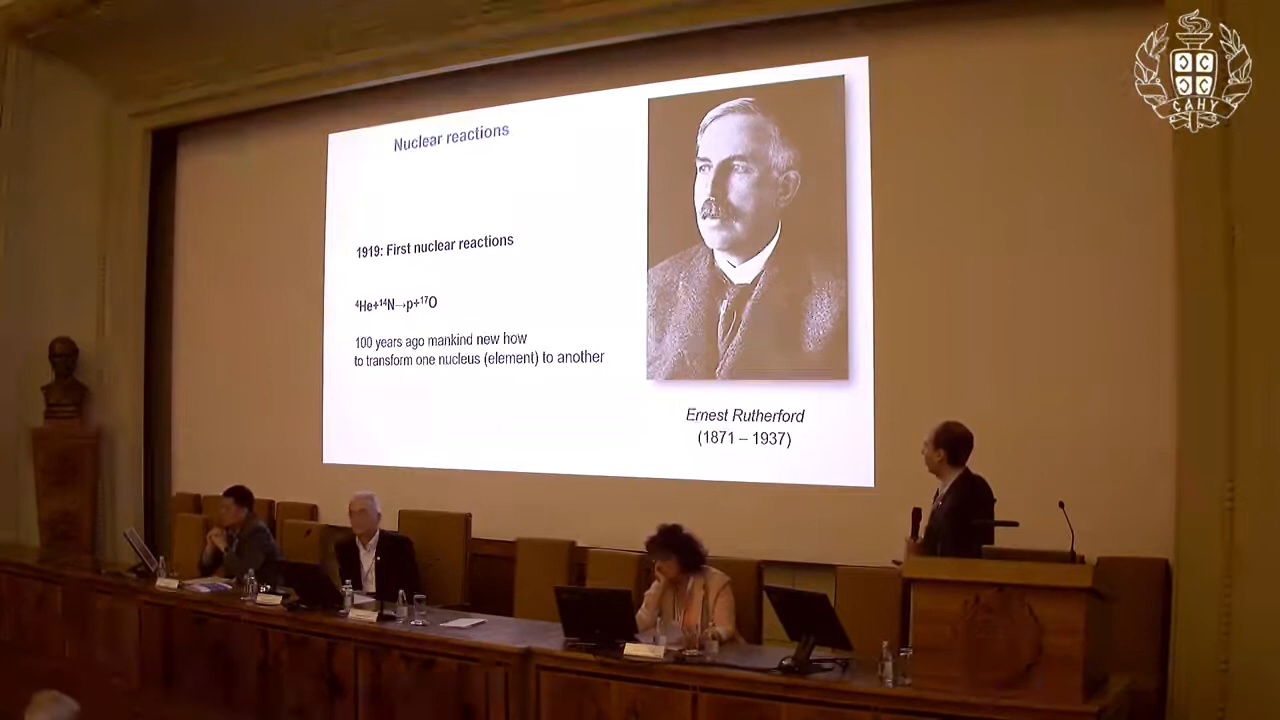 Nuclear reactions
1919: First nuclear reactions
⁴He+¹⁴N→p+¹⁷O
100 years ago mankind new how
to transform one nucleus (element) to another
Ernest Rutherford
(1871 – 1937)
САНУ